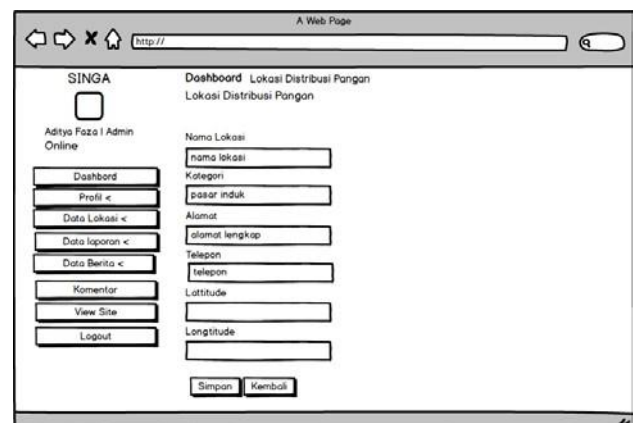 A Web Page
http://
SINGA
Aditya Faza | Admin
Online
Dashbord
Profil <
Data Lokasi <
Data laporan <
Data Berita <
Komentar
View Site
Logout
Dashboard Lokasi Distribusi Pangan
Lokasi Distribusi Pangan
Nama Lokasi
nama lokasi
Kategori
pasar induk
Alamat
alamat lengkap
Telepon
telepon
Lattitude
Longtitude
Simpan Kembali